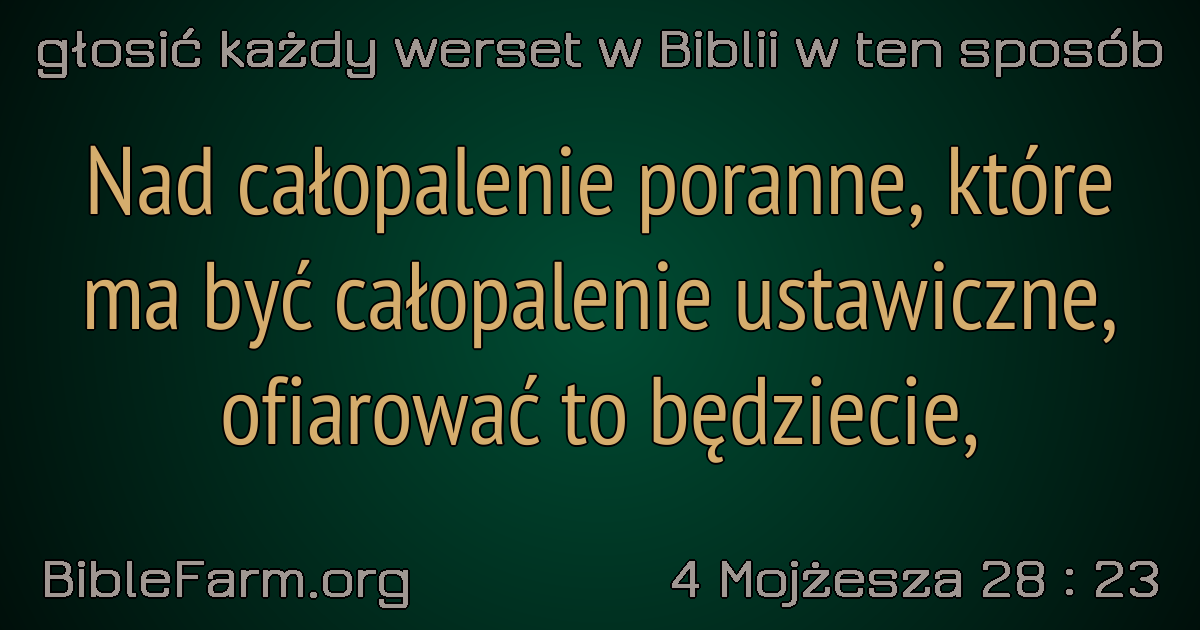 głosić każdy werset w Biblii w ten sposób
Nad całopalenie poranne, które
ma być całopalenie ustawiczne,
ofiarować to będziecie,
BibleFarm.org
4 Mojżesza 28 : 23